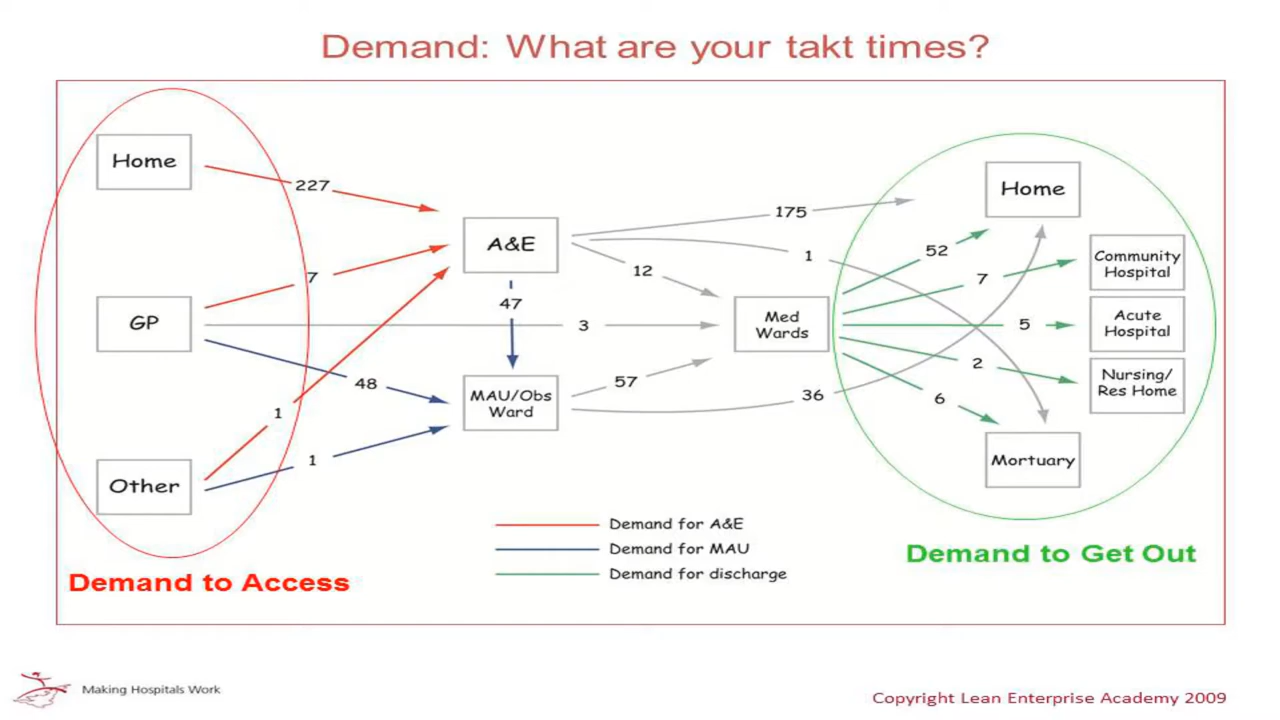 Demand: What are your takt times?
Home
227
7
GP
48
1
Other
1
A&E
47
MAU/Obs
Ward
175
1
12
3
57
36
Med
Wards
52
7
5
2
6
Home
Community
Hospital
Acute
Hospital
Nursing/
Res Home
Mortuary
Demand for A&E
Demand for MAU
Demand for discharge
Demand to Access
Demand to Get Out
Making Hospitals Work
Copyright Lean Enterprise Academy 2009